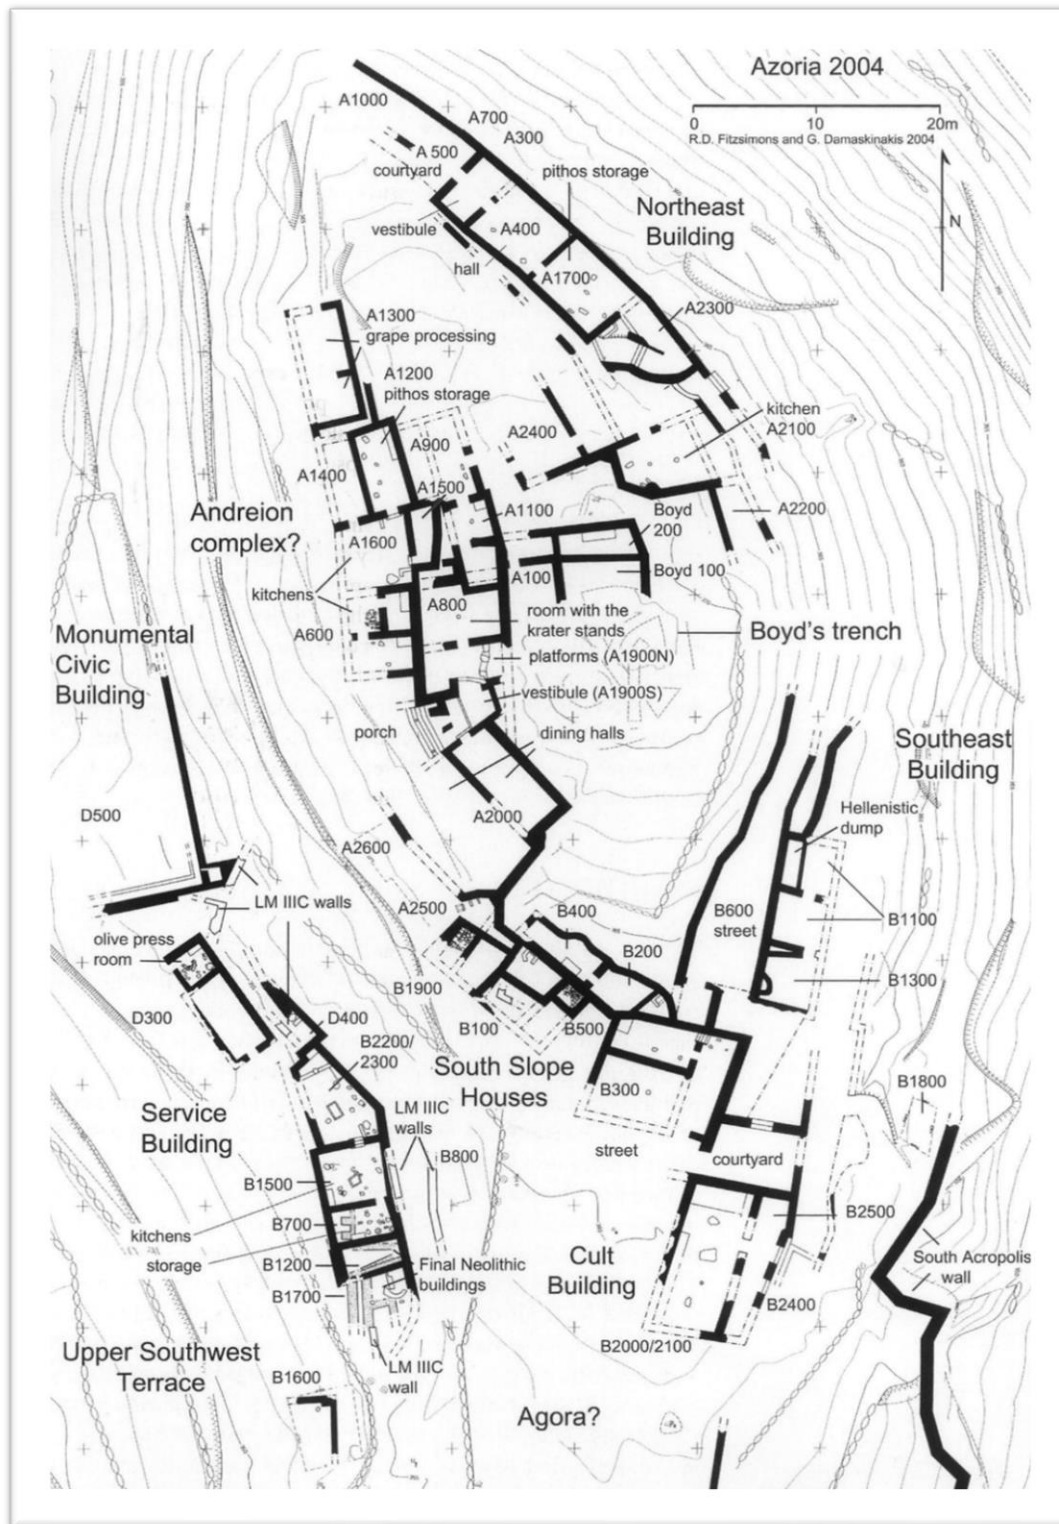 Azoria 2004
0 10 20m
R.D. Fitzsimons and G. Damaskinakis 2004
N
A1000
A700
A300
A 500
courtyard
pithos storage
Northeast
Building
vestibule
A400
hall
A1700
A2300
A1300
grape processing
A1200
pithos storage
kitchen
A2100
A2400
A900
A1400
A1500
Andreion
complex?
A1100
Boyd
200
A2200
A1600
A100
Boyd 100
kitchens
A800
room with the
krater stands
A600
Boyd's trench
Monumental
Civic
Building
platforms (A1900N)
vestibule (A1900S)
porch
dining halls
Southeast
Building
Hellenistic
dump
D500
A2000
A2600
LM IIIC walls
A2500
B400
B600
street
B1100
olive press
room
B200
B1900
B1300
D300
D400
B100
B500
B2200/
2300
South Slope
Houses
B300
B1800
Service
Building
LM IIIC
walls
B800
street
courtyard
B1500
B2500
kitchens
B700
storage
B1200
Final Neolithic
buildings
Cult
Building
South Acropolis
wall
B1700
B2400
B2000/2100
Upper Southwest
Terrace
LM IIIC
wall
B1600
Agora?